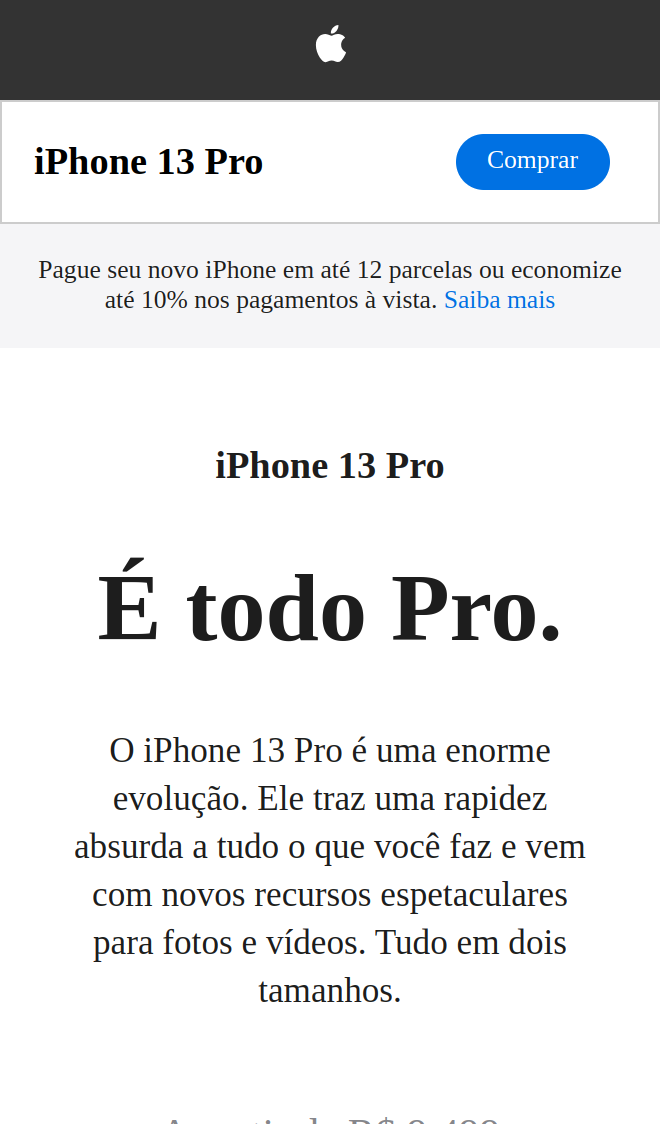 iPhone 13 Pro
Comprar
Pague seu novo iPhone em até 12 parcelas ou economize
até 10% nos pagamentos à vista. Saiba mais
iPhone 13 Pro
É todo Pro.
O iPhone 13 Pro é uma enorme
evolução. Ele traz uma rapidez
absurda a tudo o que você faz e vem
com novos recursos espetaculares
para fotos e vídeos. Tudo em dois
tamanhos.